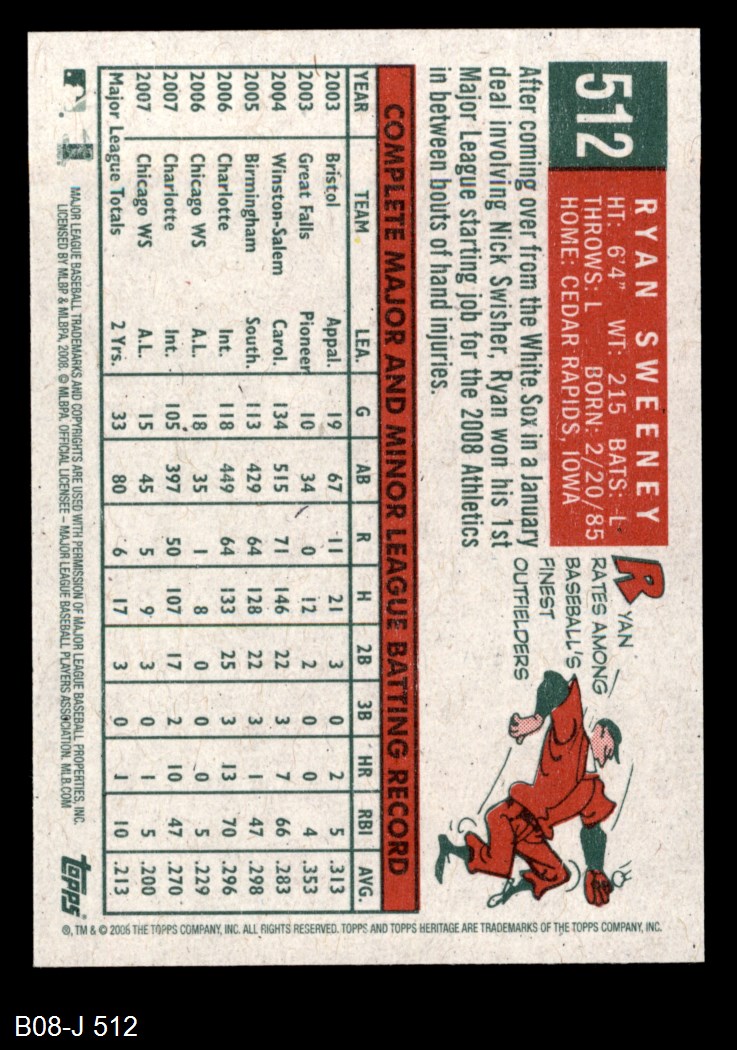 512
RYAN SWEENEY
HT: 6'4" WT: 215 BATS: L
THROWS: L BORN: 2/20/85
HOME: CEDAR RAPIDS, IOWA
After coming over from the White Sox in a January
deal involving Nick Swisher, Ryan won his 1st
Major League starting job for the 2008 Athletics
in between bouts of hand injuries.
RYAN
RATES AMONG
BASEBALL'S
FINEST
OUTFIELDERS
COMPLETE MAJOR AND MINOR LEAGUE BATTING RECORD
YEAR TEAM LEA. G AB R H 2B 3B HR RBI AVG.
2003 Bristol Appal. 19 67 11 21 3 0 2 5 .313
2003 Great Falls Pioneer 10 34 0 12 2 0 0 4 .353
2004 Winston-Salem Carol. 134 515 71 146 22 3 7 66 .283
2005 Birmingham South. 113 429 64 128 22 3 1 47 .298
2006 Charlotte Int. 118 449 64 133 25 3 13 70 .296
2006 Chicago WS A.L. 18 35 1 8 0 0 0 5 .229
2007 Charlotte Int. 105 397 50 107 17 2 10 47 .270
2007 Chicago WS A.L. 15 45 5 9 3 0 1 5 .200
Major League Totals 2 Yrs. 33 80 6 17 3 0 1 10 .213
MAJOR LEAGUE BASEBALL TRADEMARKS AND COPYRIGHTS ARE USED WITH PERMISSION OF MAJOR LEAGUE BASEBALL PROPERTIES, INC.
LICENSED BY MLBP & MLBPA, 2008. © MLBPA. OFFICIAL LICENSEE – MAJOR LEAGUE BASEBALL PLAYERS ASSOCIATION. MLB.COM
topps
®, TM & © 2006 THE TOPPS COMPANY, INC. ALL RIGHTS RESERVED. TOPPS AND TOPPS HERITAGE ARE TRADEMARKS OF THE TOPPS COMPANY, INC.
B08-J 512